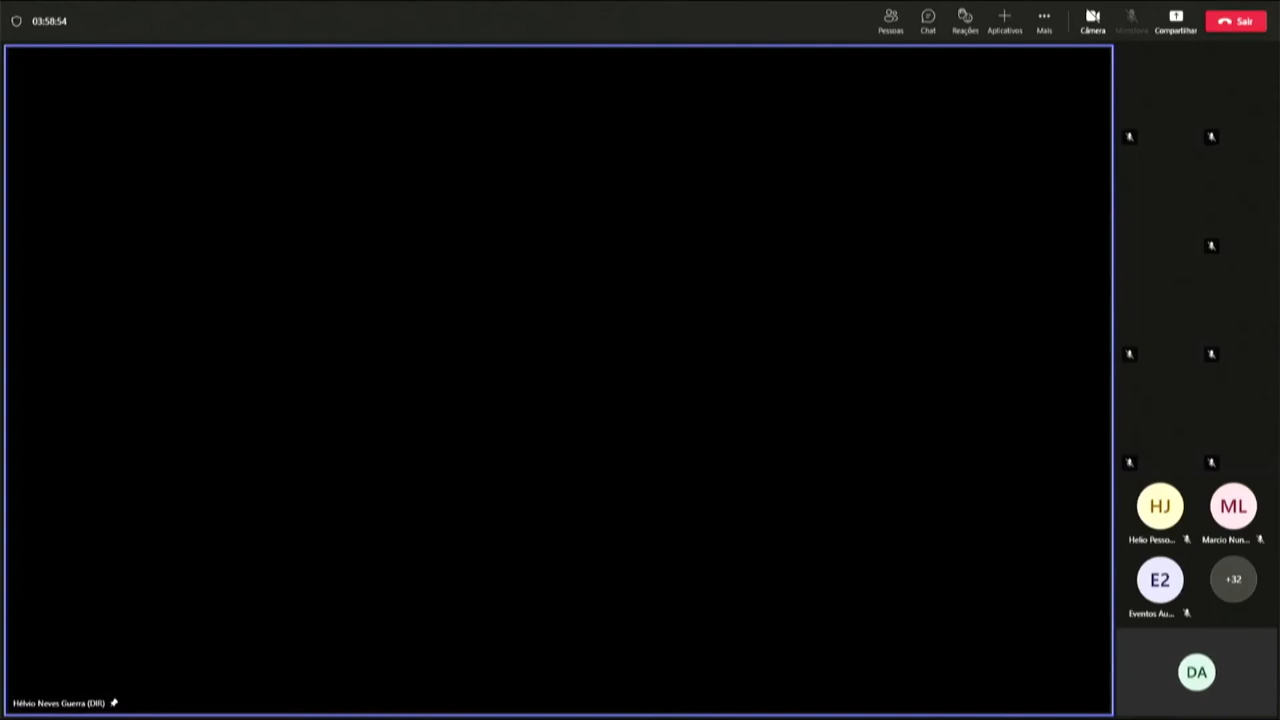 03:58:54
Pessoas
Chat
Reações
Aplicativos
Mais
Câmera
Microfone
Compartilhar
Sair
HJ
ML
Helio Pesso...
Marcio Nun...
E2
+32
Eventos Au...
DA
Hélvio Neves Guerra (DIR)